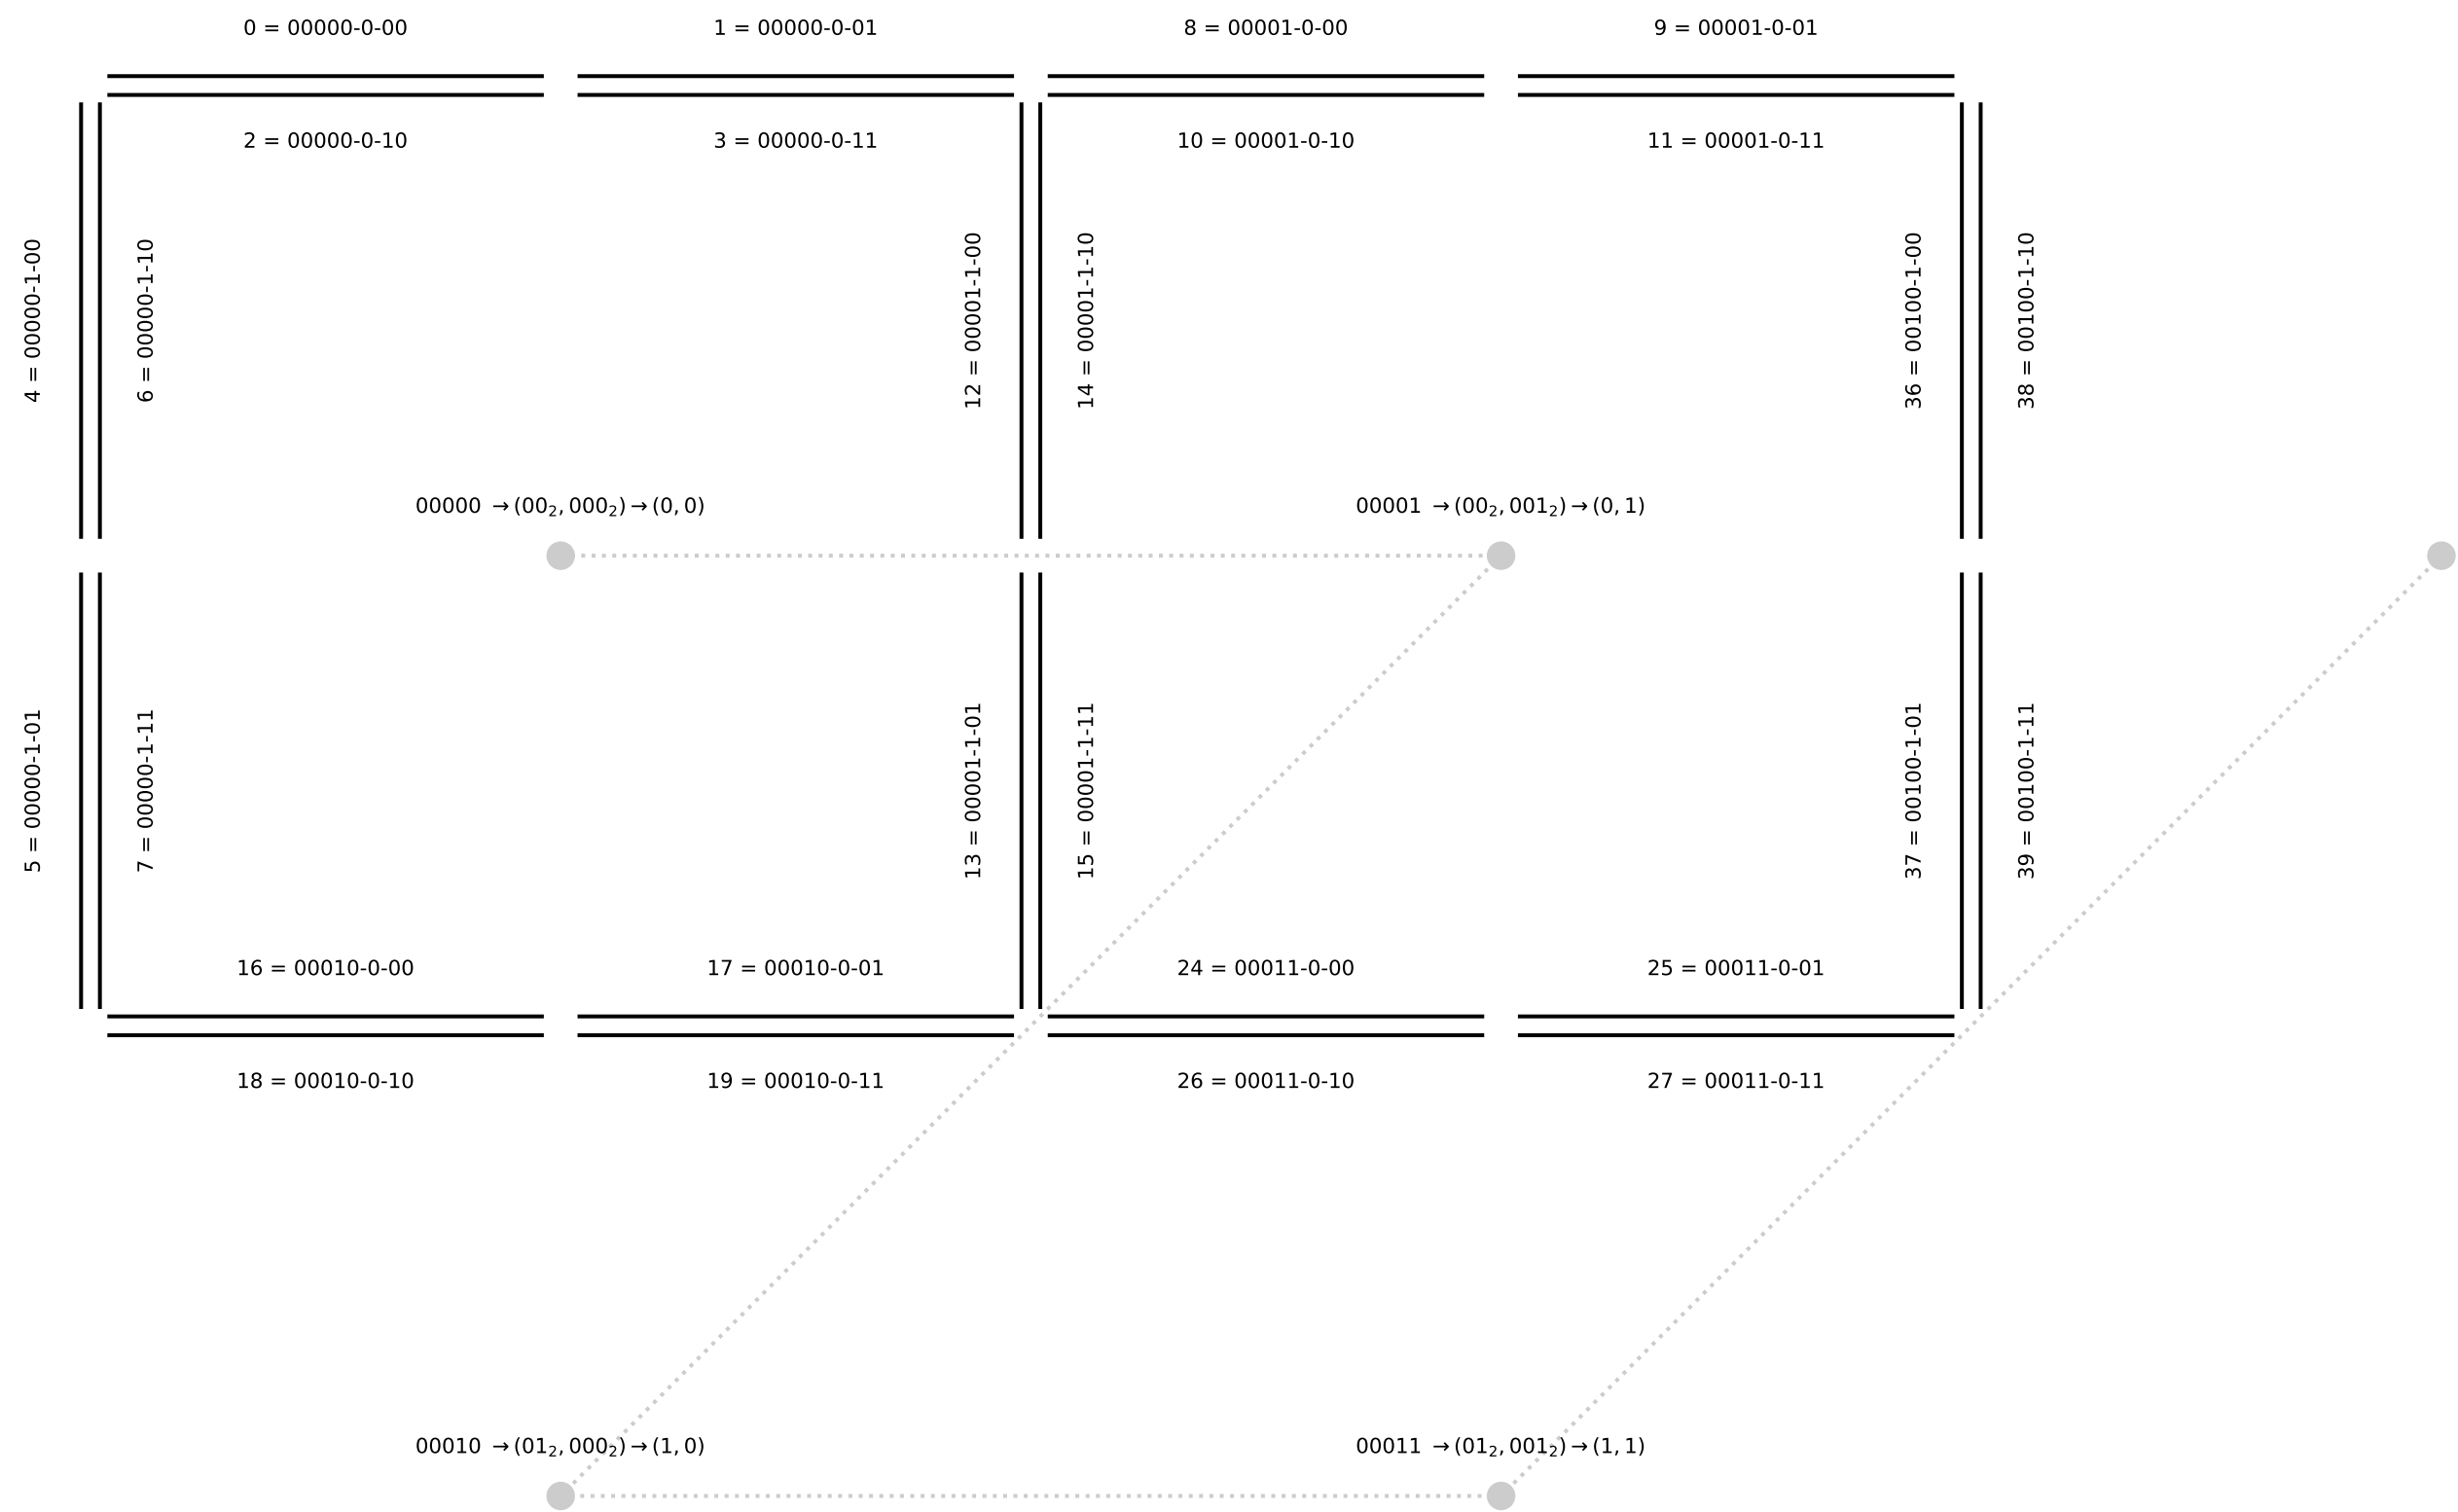 0 = 00000-0-00
1 = 00000-0-01
8 = 00001-0-00
9 = 00001-0-01
2 = 00000-0-10
3 = 00000-0-11
10 = 00001-0-10
11 = 00001-0-11
4 = 00000-1-00
6 = 00000-1-10
12 = 00001-1-00
14 = 00001-1-10
36 = 00100-1-00
38 = 00100-1-10
00000 →(00₂, 000₂)→(0, 0)
00001 →(00₂, 001₂)→(0, 1)
5 = 00000-1-01
7 = 00000-1-11
13 = 00001-1-01
15 = 00001-1-11
37 = 00100-1-01
39 = 00100-1-11
16 = 00010-0-00
17 = 00010-0-01
24 = 00011-0-00
25 = 00011-0-01
18 = 00010-0-10
19 = 00010-0-11
26 = 00011-0-10
27 = 00011-0-11
00010 →(01₂, 000₂)→(1, 0)
00011 →(01₂, 001₂)→(1, 1)